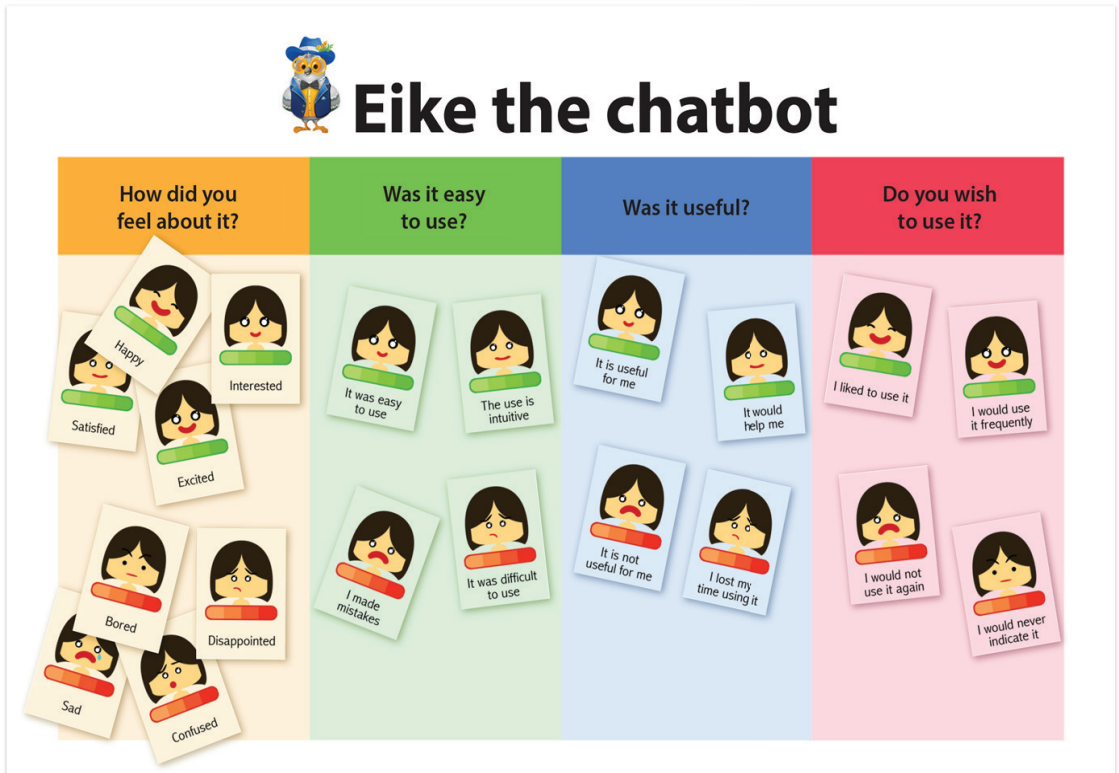 Eike the chatbot
How did you
feel about it?
Was it easy
to use?
Was it useful?
Do you wish
to use it?
Happy
Interested
Satisfied
Excited
Bored
Disappointed
Sad
Confused
It was easy
to use
The use is
intuitive
I made
mistakes
It was difficult
to use
It is useful
for me
It would
help me
It is not
useful for me
I lost my
time using it
I liked to use it
I would use
it frequently
I would not
use it again
I would never
indicate it